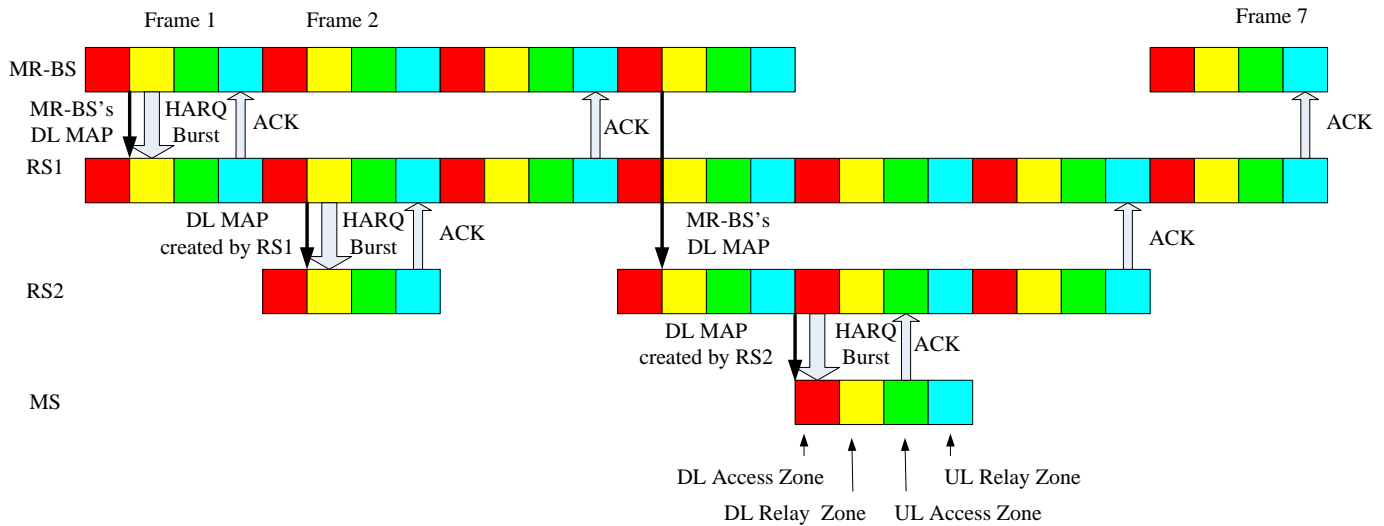 Frame 1
Frame 2
Frame 7
MR-BS
MR-BS's
DL MAP
HARQ
Burst
ACK
ACK
ACK
RS1
DL MAP
created by RS1
HARQ
Burst
ACK
MR-BS's
DL MAP
ACK
RS2
DL MAP
created by RS2
HARQ
Burst
ACK
MS
DL Access Zone
UL Relay Zone
DL Relay Zone
UL Access Zone